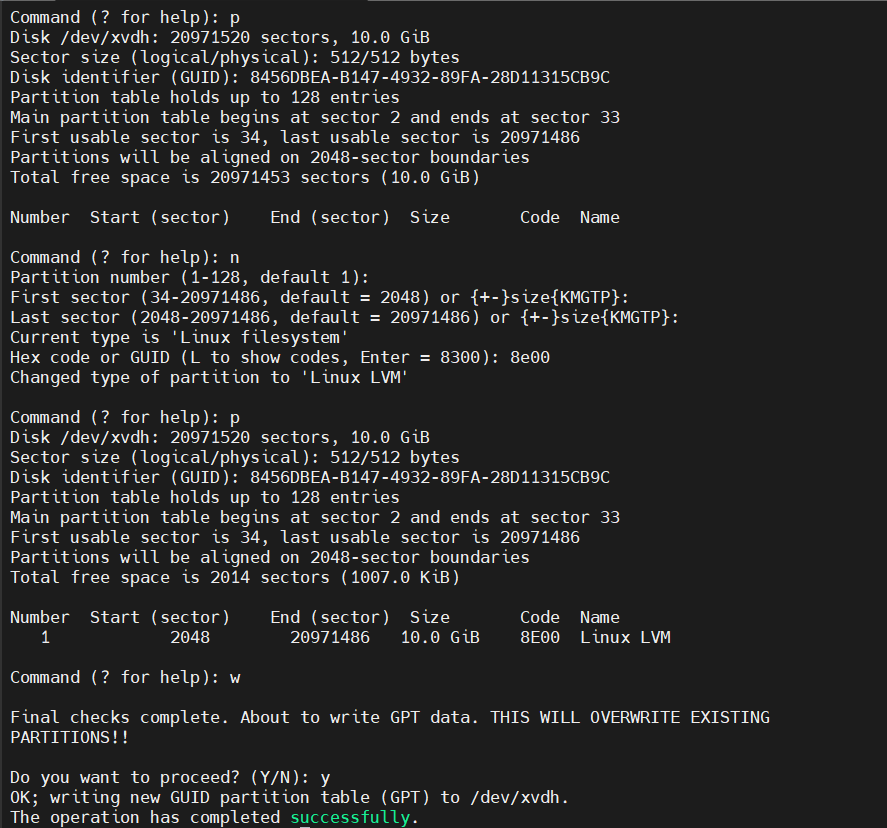 Command (? for help): p
Disk /dev/xvdh: 20971520 sectors, 10.0 GiB
Sector size (logical/physical): 512/512 bytes
Disk identifier (GUID): 8456DBEA-B147-4932-89FA-28D11315CB9C
Partition table holds up to 128 entries
Main partition table begins at sector 2 and ends at sector 33
First usable sector is 34, last usable sector is 20971486
Partitions will be aligned on 2048-sector boundaries
Total free space is 20971453 sectors (10.0 GiB)
Number  Start (sector)    End (sector)  Size       Code  Name
Command (? for help): n
Partition number (1-128, default 1):
First sector (34-20971486, default = 2048) or {+-}size{KMGTP}:
Last sector (2048-20971486, default = 20971486) or {+-}size{KMGTP}:
Current type is 'Linux filesystem'
Hex code or GUID (L to show codes, Enter = 8300): 8e00
Changed type of partition to 'Linux LVM'
Command (? for help): p
Disk /dev/xvdh: 20971520 sectors, 10.0 GiB
Sector size (logical/physical): 512/512 bytes
Disk identifier (GUID): 8456DBEA-B147-4932-89FA-28D11315CB9C
Partition table holds up to 128 entries
Main partition table begins at sector 2 and ends at sector 33
First usable sector is 34, last usable sector is 20971486
Partitions will be aligned on 2048-sector boundaries
Total free space is 2014 sectors (1007.0 KiB)
Number  Start (sector)    End (sector)  Size       Code  Name
   1            2048        20971486   10.0 GiB    8E00  Linux LVM
Command (? for help): w
Final checks complete. About to write GPT data. THIS WILL OVERWRITE EXISTING
PARTITIONS!!
Do you want to proceed? (Y/N): y
OK; writing new GUID partition table (GPT) to /dev/xvdh.
The operation has completed successfully.